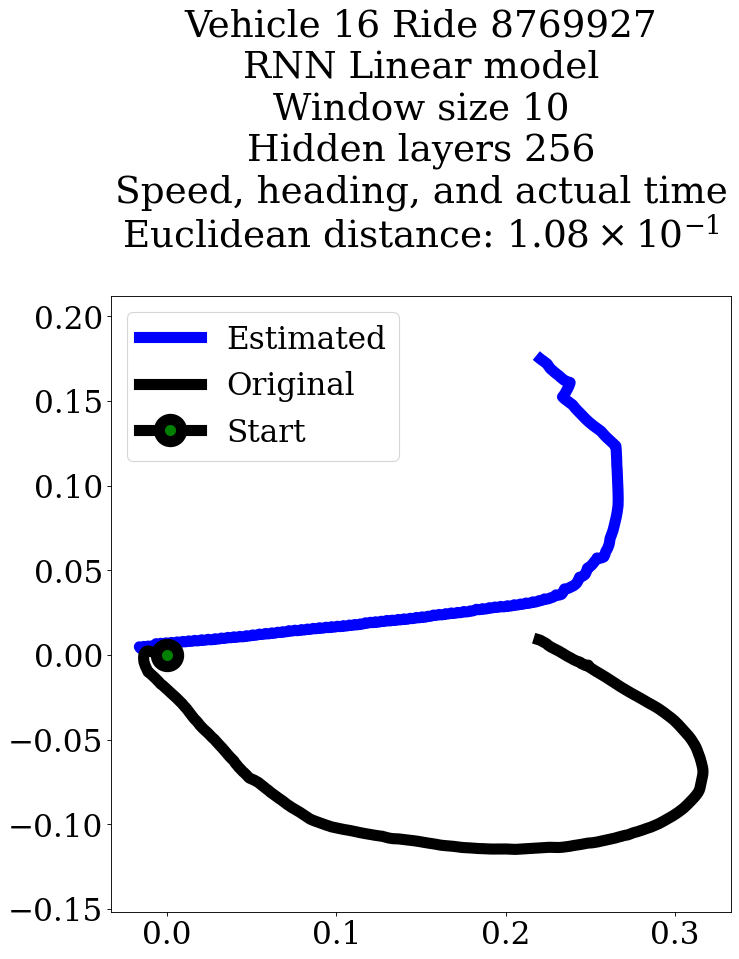 Vehicle 16 Ride 8769927
RNN Linear model
Window size 10
Hidden layers 256
Speed, heading, and actual time
Euclidean distance: 1.08 × 10⁻¹
Estimated
Original
Start
0.20
0.15
0.10
0.05
0.00
−0.05
−0.10
−0.15
0.0 0.1 0.2 0.3